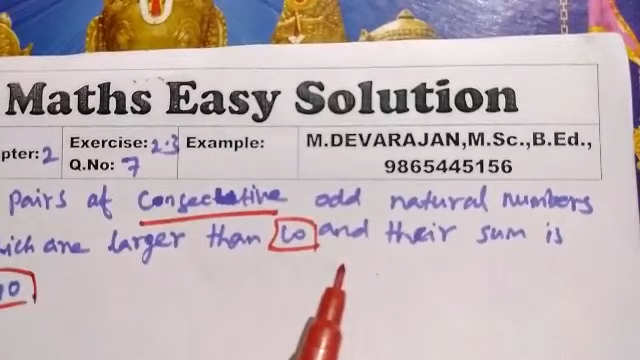 Maths Easy Solution
pter: 2 Exercise: 2.3 Example: M.DEVARAJAN,M.Sc.,B.Ed.,
Q.No: 7 9865445156
pairs of consecutive odd natural numbers
ich are larger than 10 and their sum is